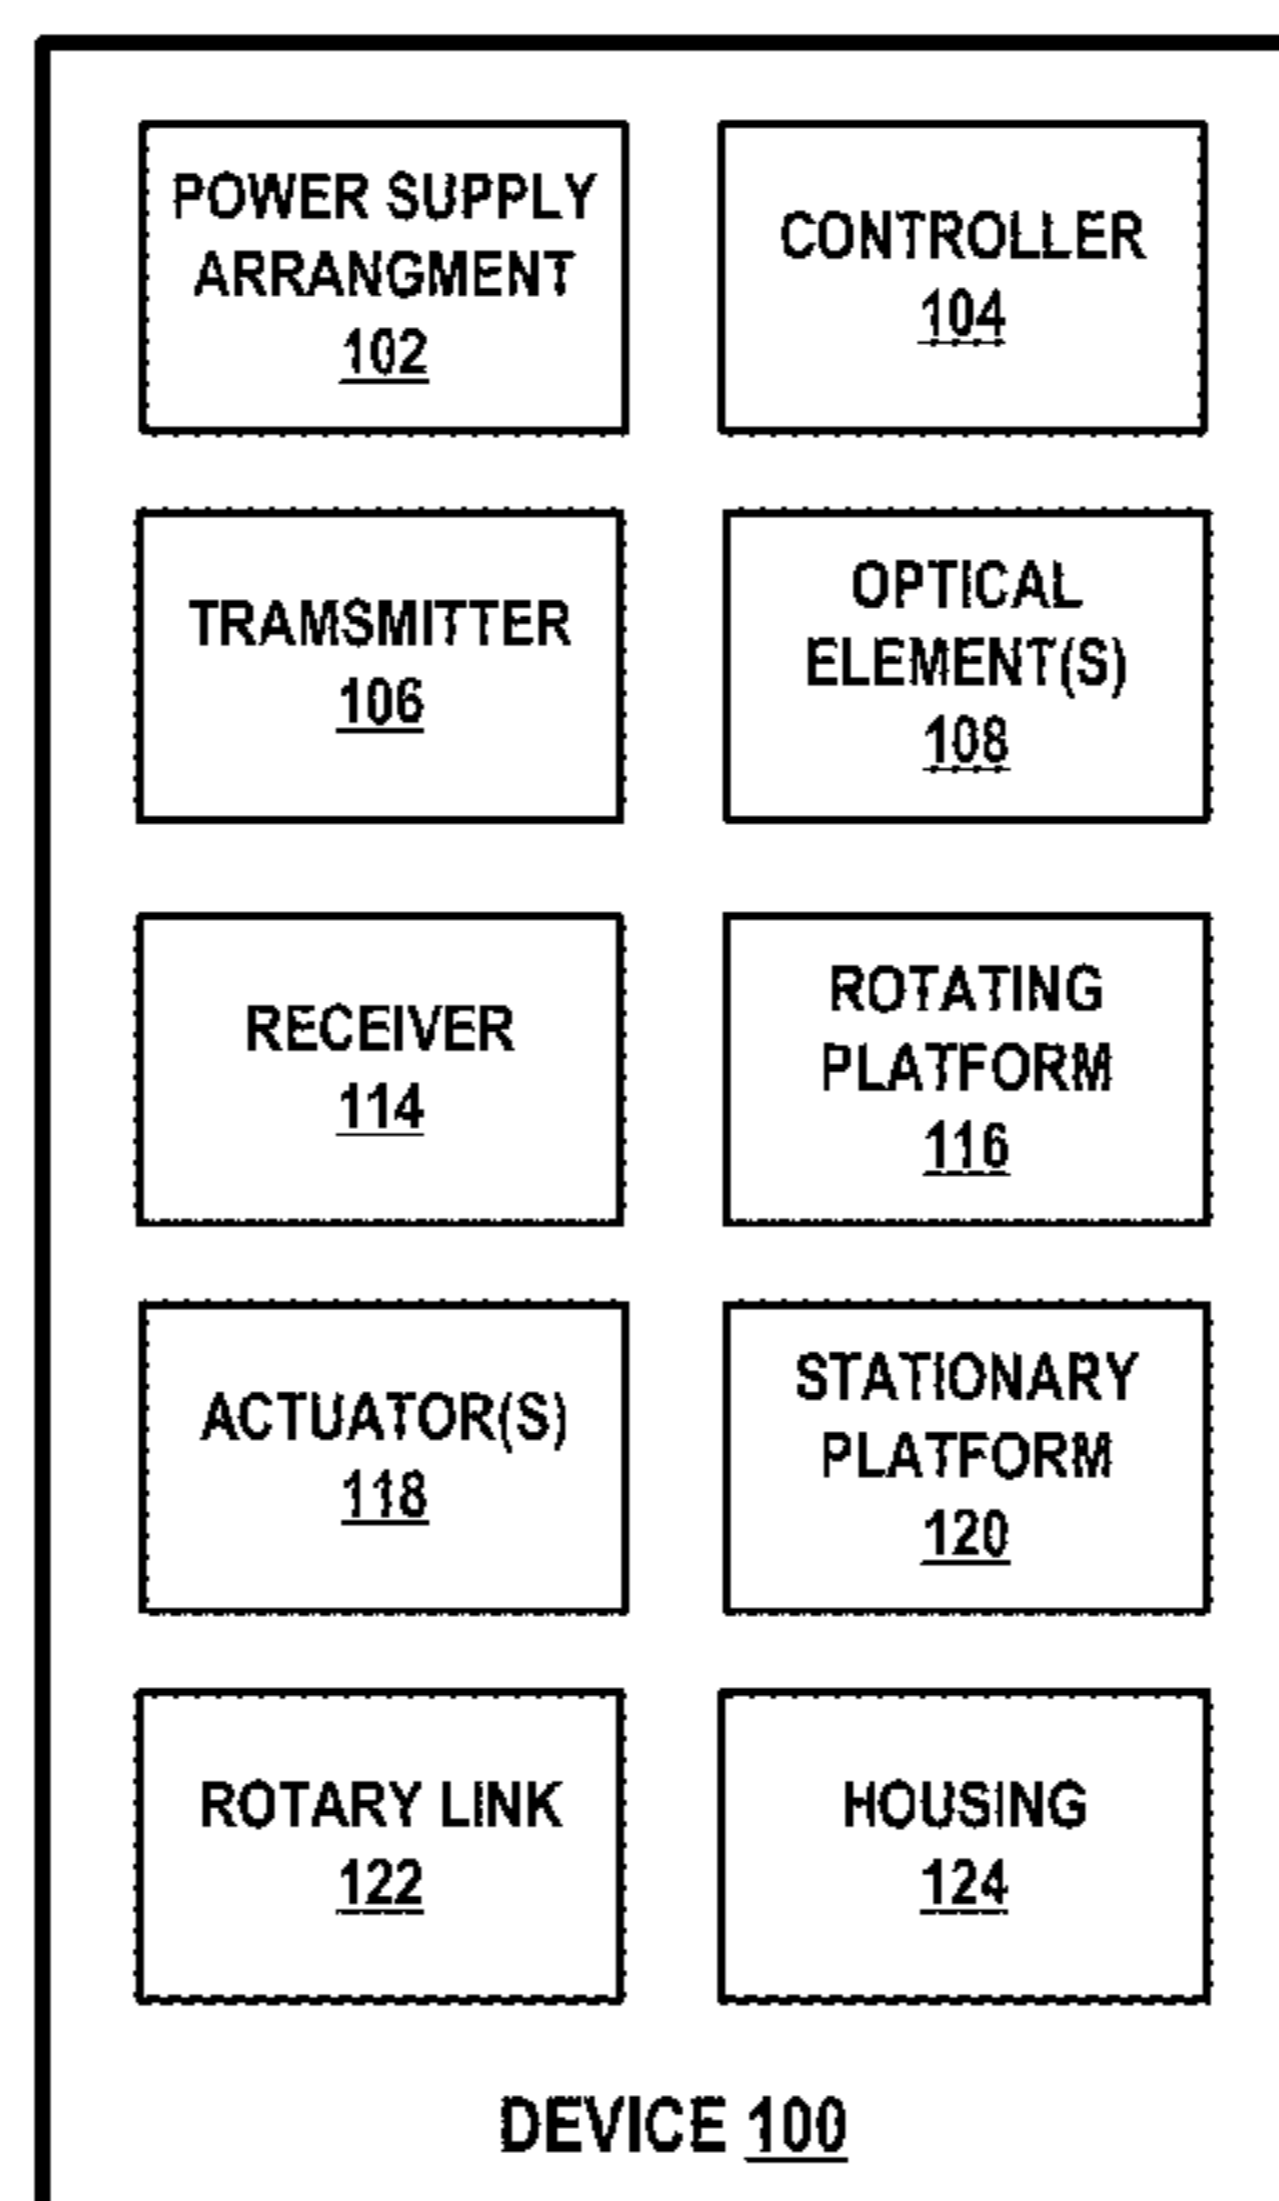 POWER SUPPLY
ARRANGMENT
102
CONTROLLER
104
TRAMSMITTER
106
OPTICAL
ELEMENT(S)
108
RECEIVER
114
ROTATING
PLATFORM
116
ACTUATOR(S)
118
STATIONARY
PLATFORM
120
ROTARY LINK
122
HOUSING
124
DEVICE 100